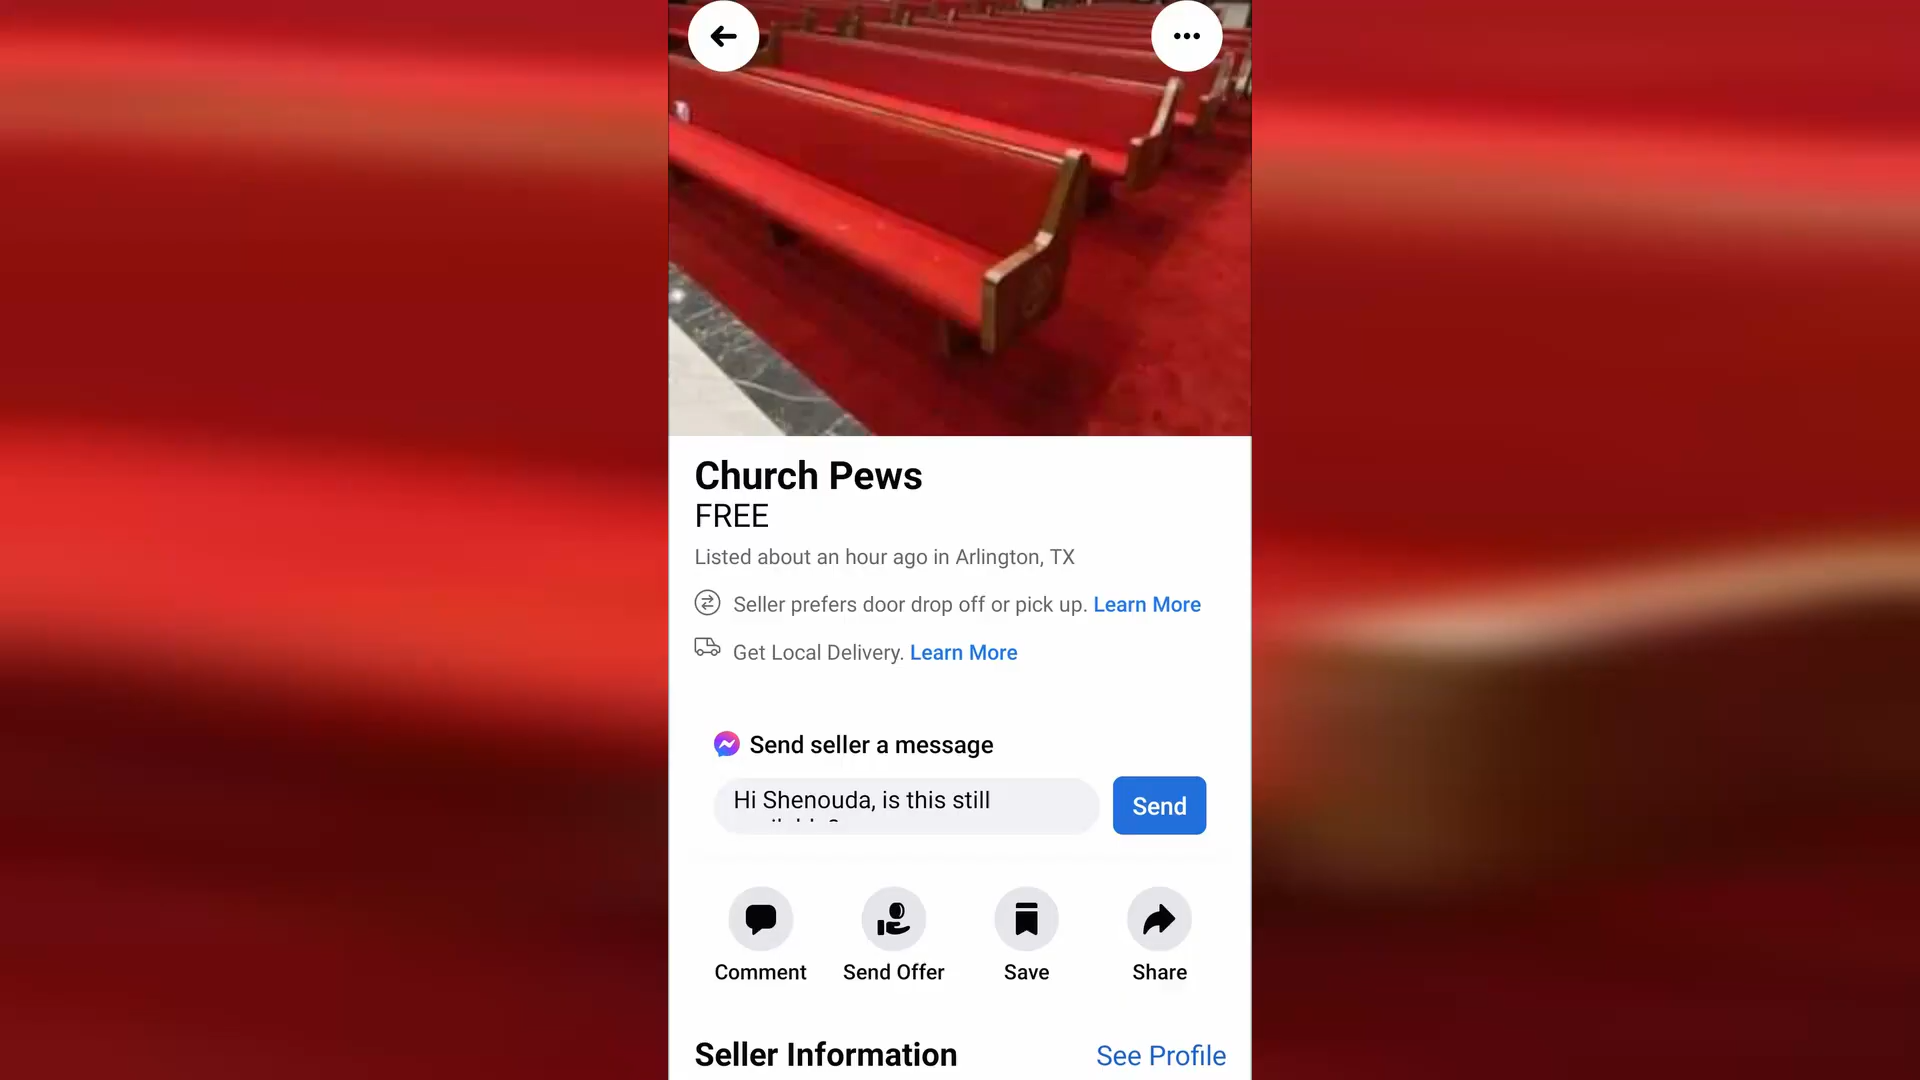 Church Pews
FREE
Listed about an hour ago in Arlington, TX
Seller prefers door drop off or pick up. Learn More
Get Local Delivery. Learn More
Send seller a message
Hi Shenouda, is this still
Send
Comment
Send Offer
Save
Share
Seller Information
See Profile